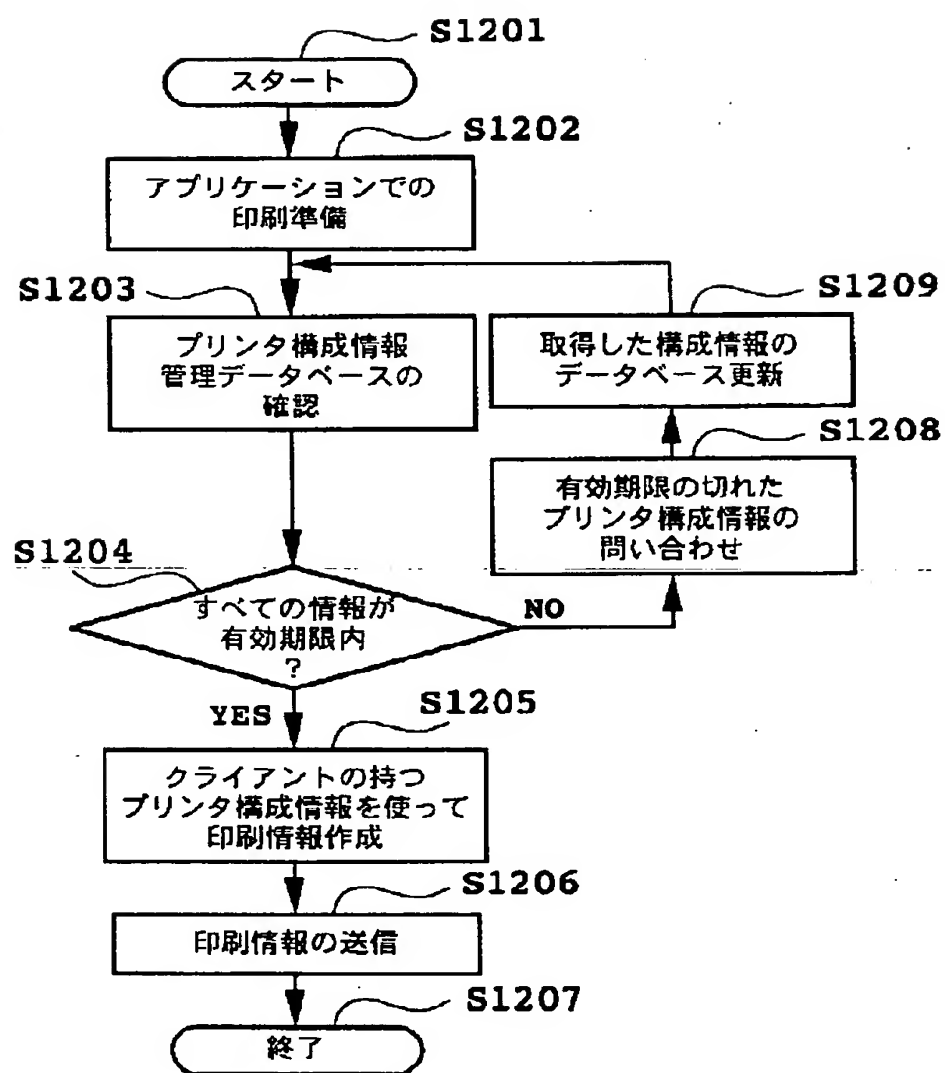 S1201
スタート
S1202
アプリケーションでの
印刷準備
S1203
プリンタ構成情報
管理データベースの
確認
S1209
取得した構成情報の
データベース更新
S1208
有効期限の切れた
プリンタ構成情報の
問い合わせ
S1204
すべての情報が
有効期限内
?
NO
YES
S1205
クライアントの持つ
プリンタ構成情報を使って
印刷情報作成
S1206
印刷情報の送信
S1207
終了